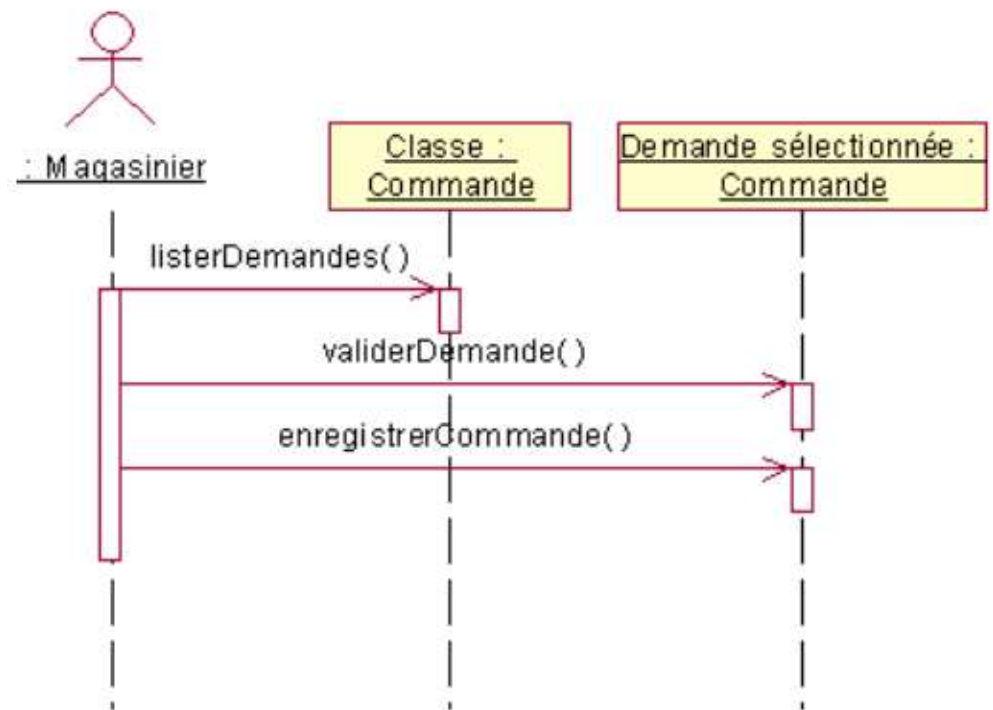 : Magasinier
Classe :
Commande
Demande sélectionnée :
Commande
listerDemandes( )
validerDemande( )
enregistrerCommande( )